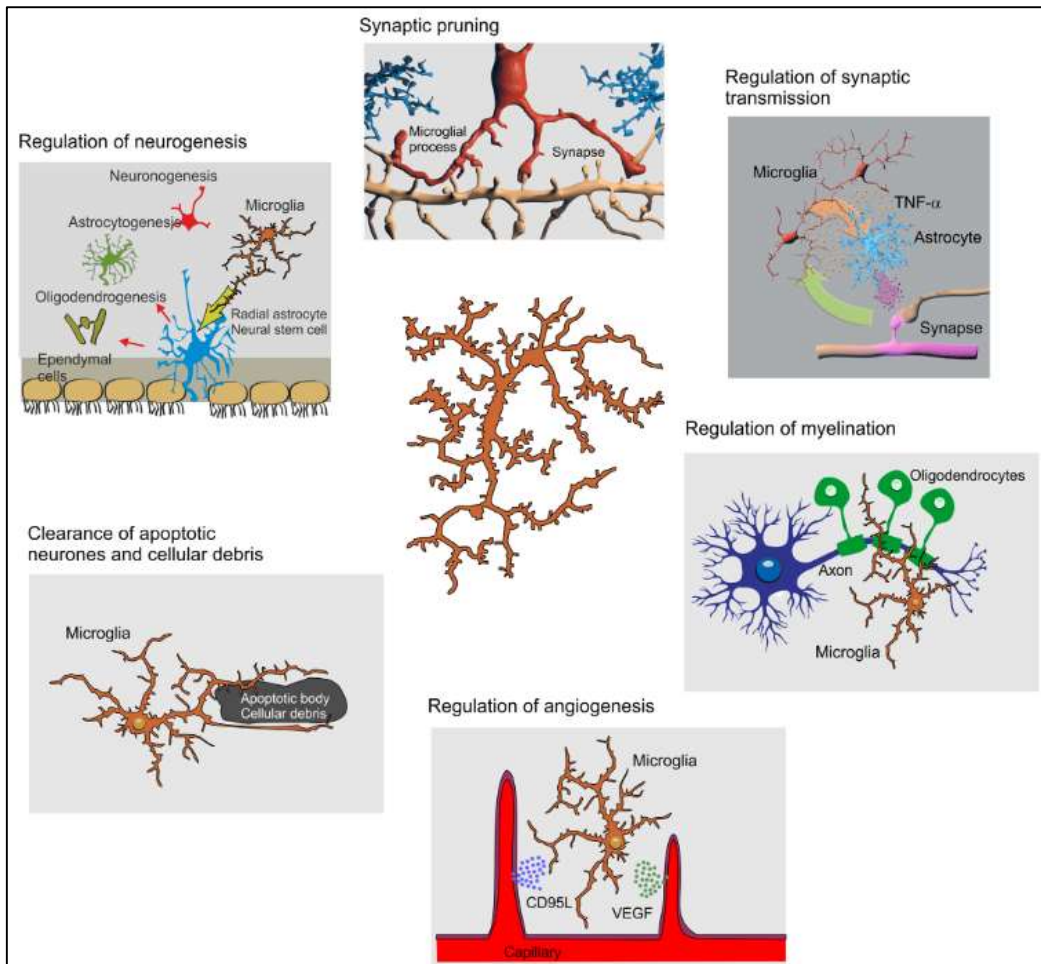 Synaptic pruning
Microglial
process
Synapse
Regulation of synaptic
transmission
Microglia
TNF-α
Astrocyte
Synapse
Regulation of neurogenesis
Neuronogenesis
Microglia
Astrocytogenesis
Oligodendrogenesis
Radial astrocyte
Neural stem cell
Ependymal
cells
Regulation of myelination
Oligodendrocytes
Axon
Microglia
Clearance of apoptotic
neurones and cellular debris
Microglia
Apoptotic body
Cellular debris
Regulation of angiogenesis
Microglia
CD95L
VEGF
Capillary